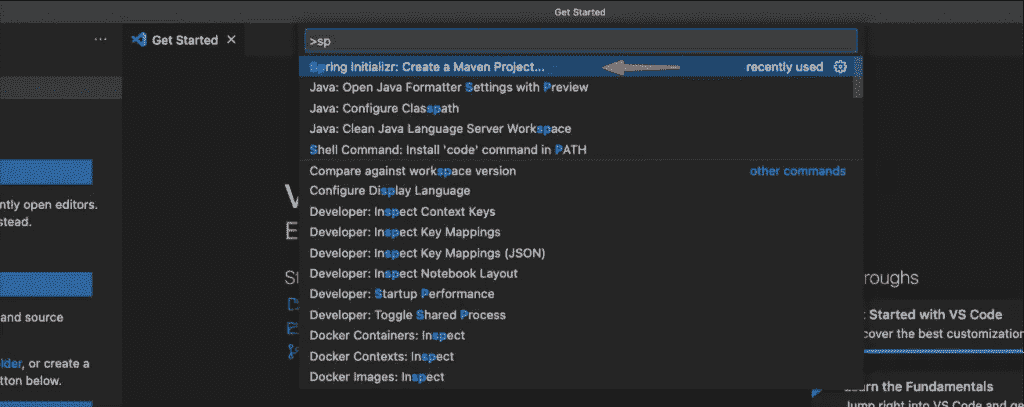 Get Started
Get Started
>sp
Spring Initializr: Create a Maven Project... recently used
Java: Open Java Formatter Settings with Preview
Java: Configure Classpath
Java: Clean Java Language Server Workspace
Shell Command: Install 'code' command in PATH
Compare against workspace version other commands
Configure Display Language
Developer: Inspect Context Keys
Developer: Inspect Key Mappings
Developer: Inspect Key Mappings (JSON)
Developer: Inspect Notebook Layout
Developer: Startup Performance
Developer: Toggle Shared Process
Docker Containers: Inspect
Docker Contexts: Inspect
Docker Images: Inspect
ntly open editors.
stead.
and source
lder, or create a
tton below.
V
E
St
roughs
t Started with VS Code
cover the best customization
Learn the Fundamentals
Jump right into VS Code and ge